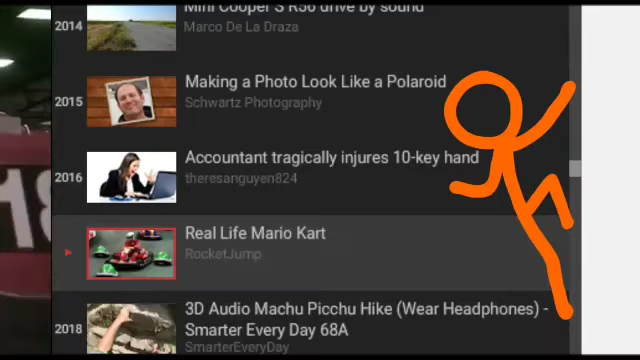 Mini Cooper S R56 drive by sound
2014
Marco De La Draza
Making a Photo Look Like a Polaroid
2015
Schwartz Photography
Accountant tragically injures 10-key hand
2016
theresanguyen824
Real Life Mario Kart
RocketJump
3D Audio Machu Picchu Hike (Wear Headphones) -
2018
Smarter Every Day 68A
SmarterEveryDay